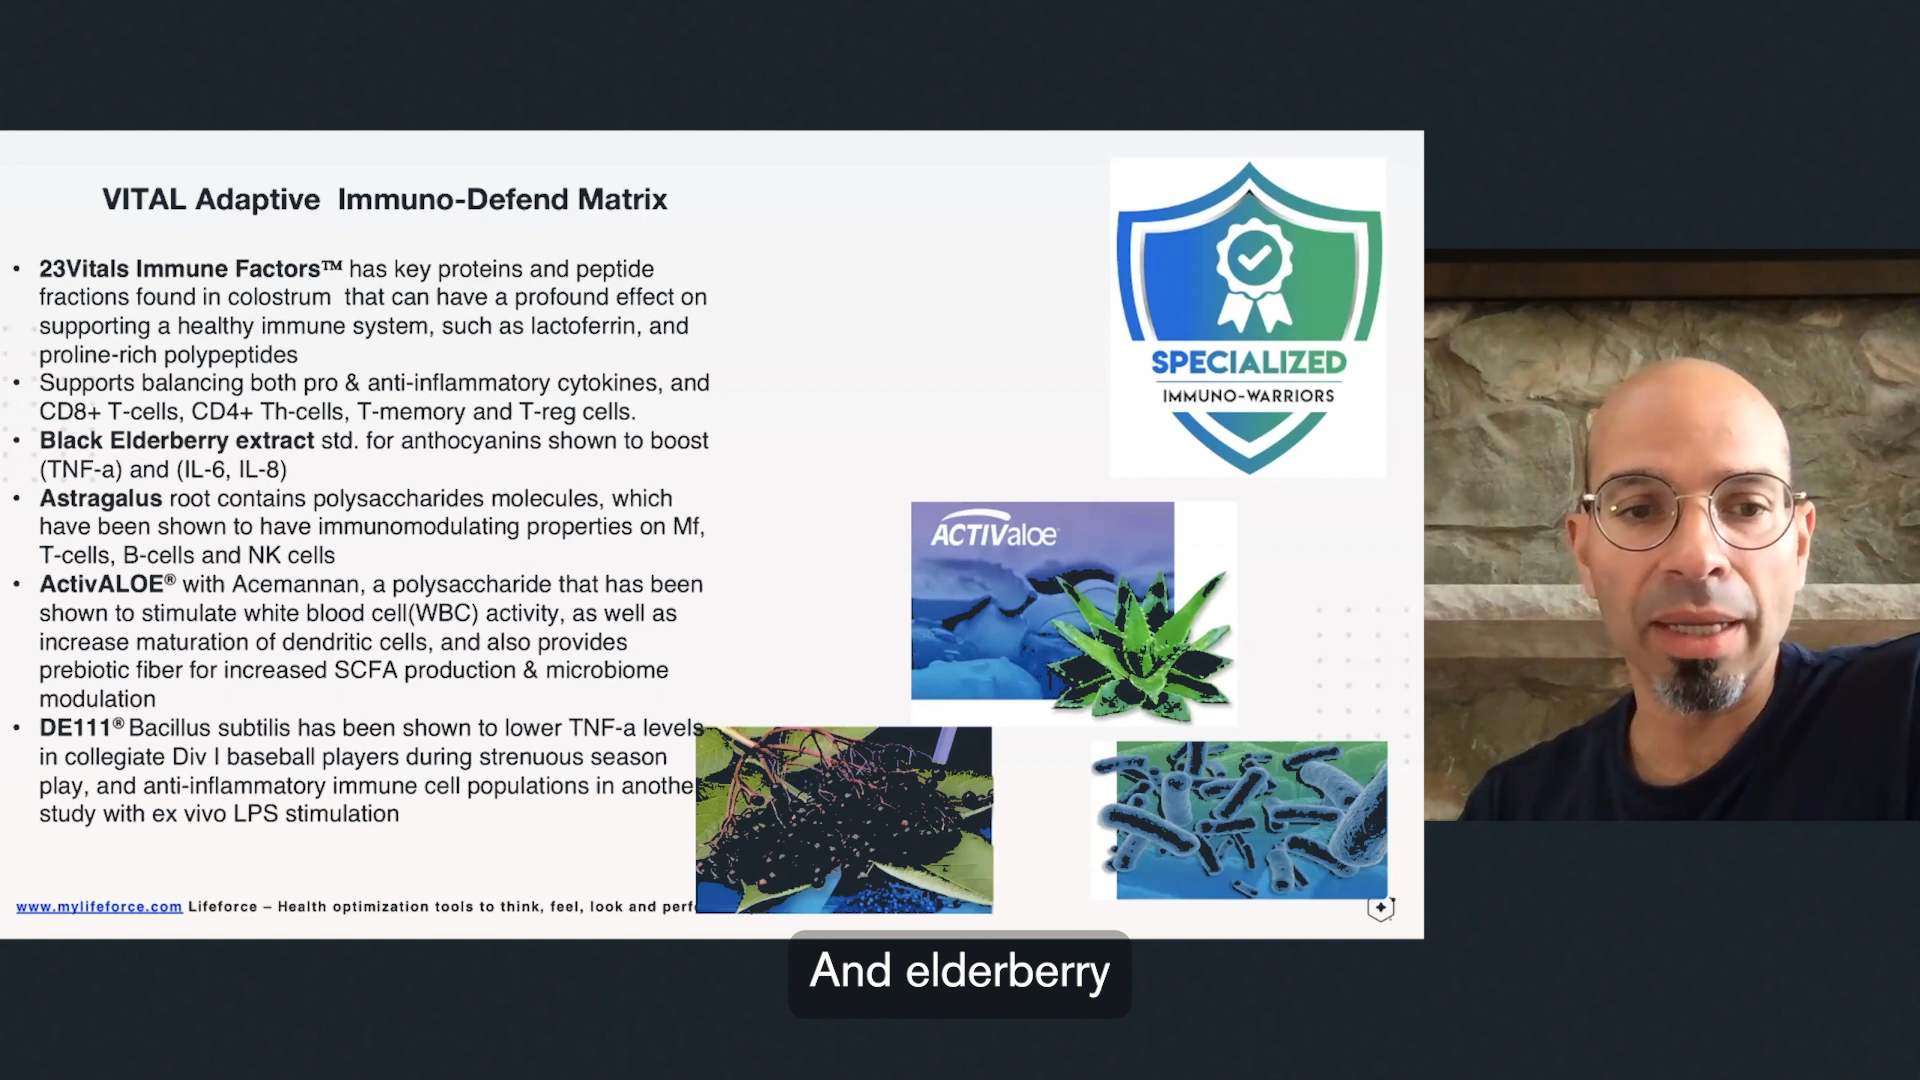 VITAL Adaptive  Immuno-Defend Matrix
• 23Vitals Immune Factors™ has key proteins and peptide
fractions found in colostrum  that can have a profound effect on
supporting a healthy immune system, such as lactoferrin, and
proline-rich polypeptides
• Supports balancing both pro & anti-inflammatory cytokines, and
CD8+ T-cells, CD4+ Th-cells, T-memory and T-reg cells.
• Black Elderberry extract std. for anthocyanins shown to boost
(TNF-a) and (IL-6, IL-8)
• Astragalus root contains polysaccharides molecules, which
have been shown to have immunomodulating properties on Mf,
T-cells, B-cells and NK cells
• ActivALOE® with Acemannan, a polysaccharide that has been
shown to stimulate white blood cell(WBC) activity, as well as
increase maturation of dendritic cells, and also provides
prebiotic fiber for increased SCFA production & microbiome
modulation
• DE111® Bacillus subtilis has been shown to lower TNF-a levels
in collegiate Div I baseball players during strenuous season
play, and anti-inflammatory immune cell populations in anothe
study with ex vivo LPS stimulation
SPECIALIZED
IMMUNO-WARRIORS
ACTIValoe
www.mylifeforce.com Lifeforce – Health optimization tools to think, feel, look and perf
And elderberry